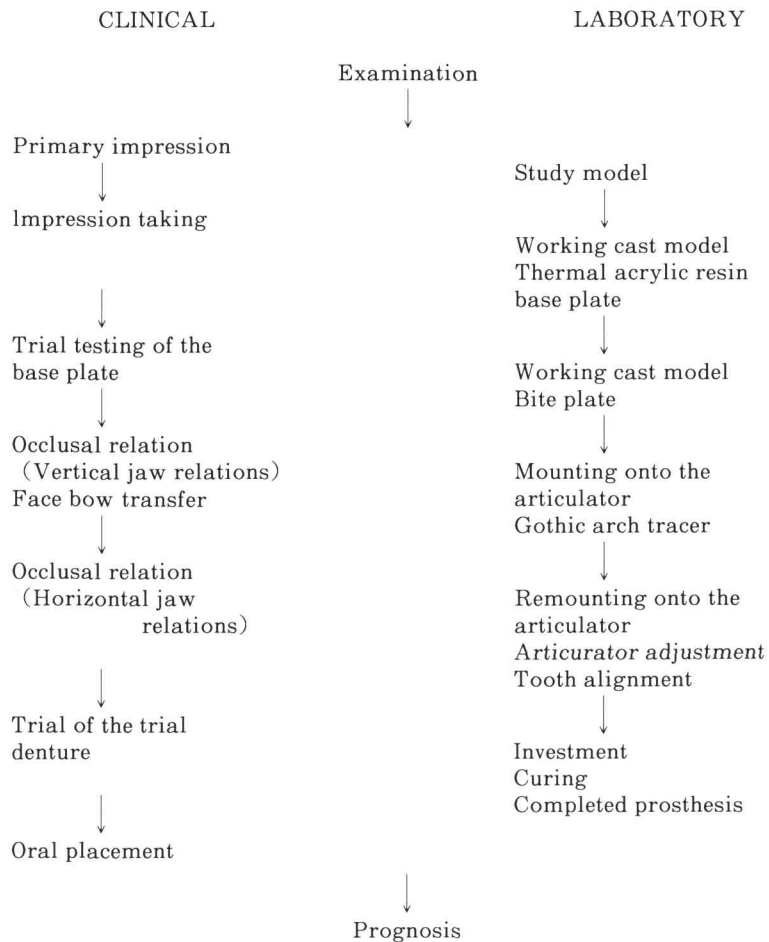 CLINICAL
LABORATORY
Examination
Primary impression
Study model
Impression taking
Working cast model
Thermal acrylic resin
base plate
Trial testing of the
base plate
Working cast model
Bite plate
Occlusal relation
(Vertical jaw relations)
Face bow transfer
Mounting onto the
articulator
Gothic arch tracer
Occlusal relation
(Horizontal jaw
relations)
Remounting onto the
articulator
Articurator adjustment
Tooth alignment
Trial of the trial
denture
Investment
Curing
Completed prosthesis
Oral placement
Prognosis